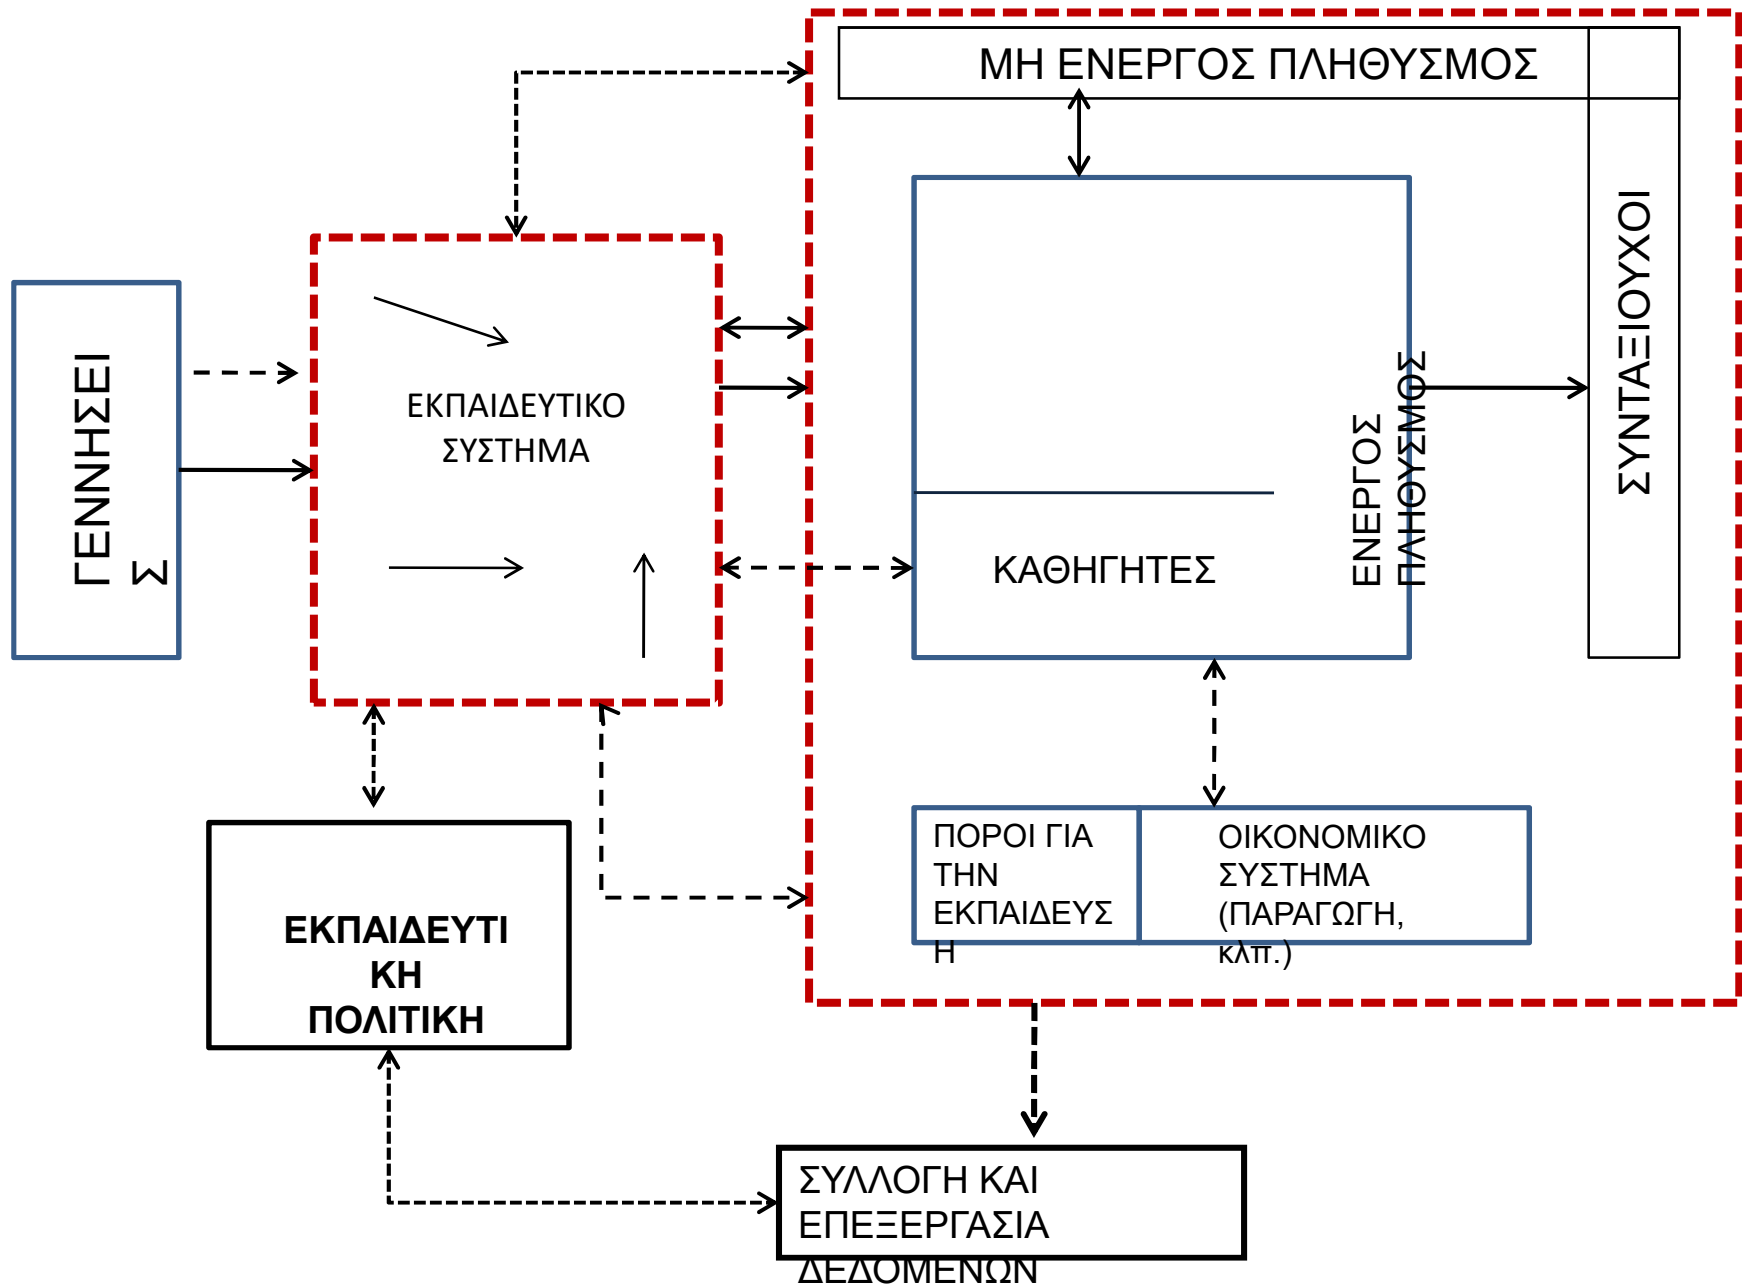 ΜΗ ΕΝΕΡΓΟΣ ΠΛΗΘΥΣΜΟΣ
ΣΥΝΤΑΞΙΟΥΧΟΙ
ΓΕΝΝΗΣΕΙ
Σ
ΕΚΠΑΙΔΕΥΤΙΚΟ
ΣΥΣΤΗΜΑ
ΕΝΕΡΓΟΣ
ΠΛΗΘΥΣΜΟΣ
ΚΑΘΗΓΗΤΕΣ
ΠΟΡΟΙ ΓΙΑ
ΤΗΝ
ΕΚΠΑΙΔΕΥΣ
Η
ΟΙΚΟΝΟΜΙΚΟ
ΣΥΣΤΗΜΑ
(ΠΑΡΑΓΩΓΗ,
κλπ.)
ΕΚΠΑΙΔΕΥΤΙ
ΚΗ
ΠΟΛΙΤΙΚΗ
ΣΥΛΛΟΓΗ ΚΑΙ
ΕΠΕΞΕΡΓΑΣΙΑ
ΔΕΔΟΜΕΝΩΝ